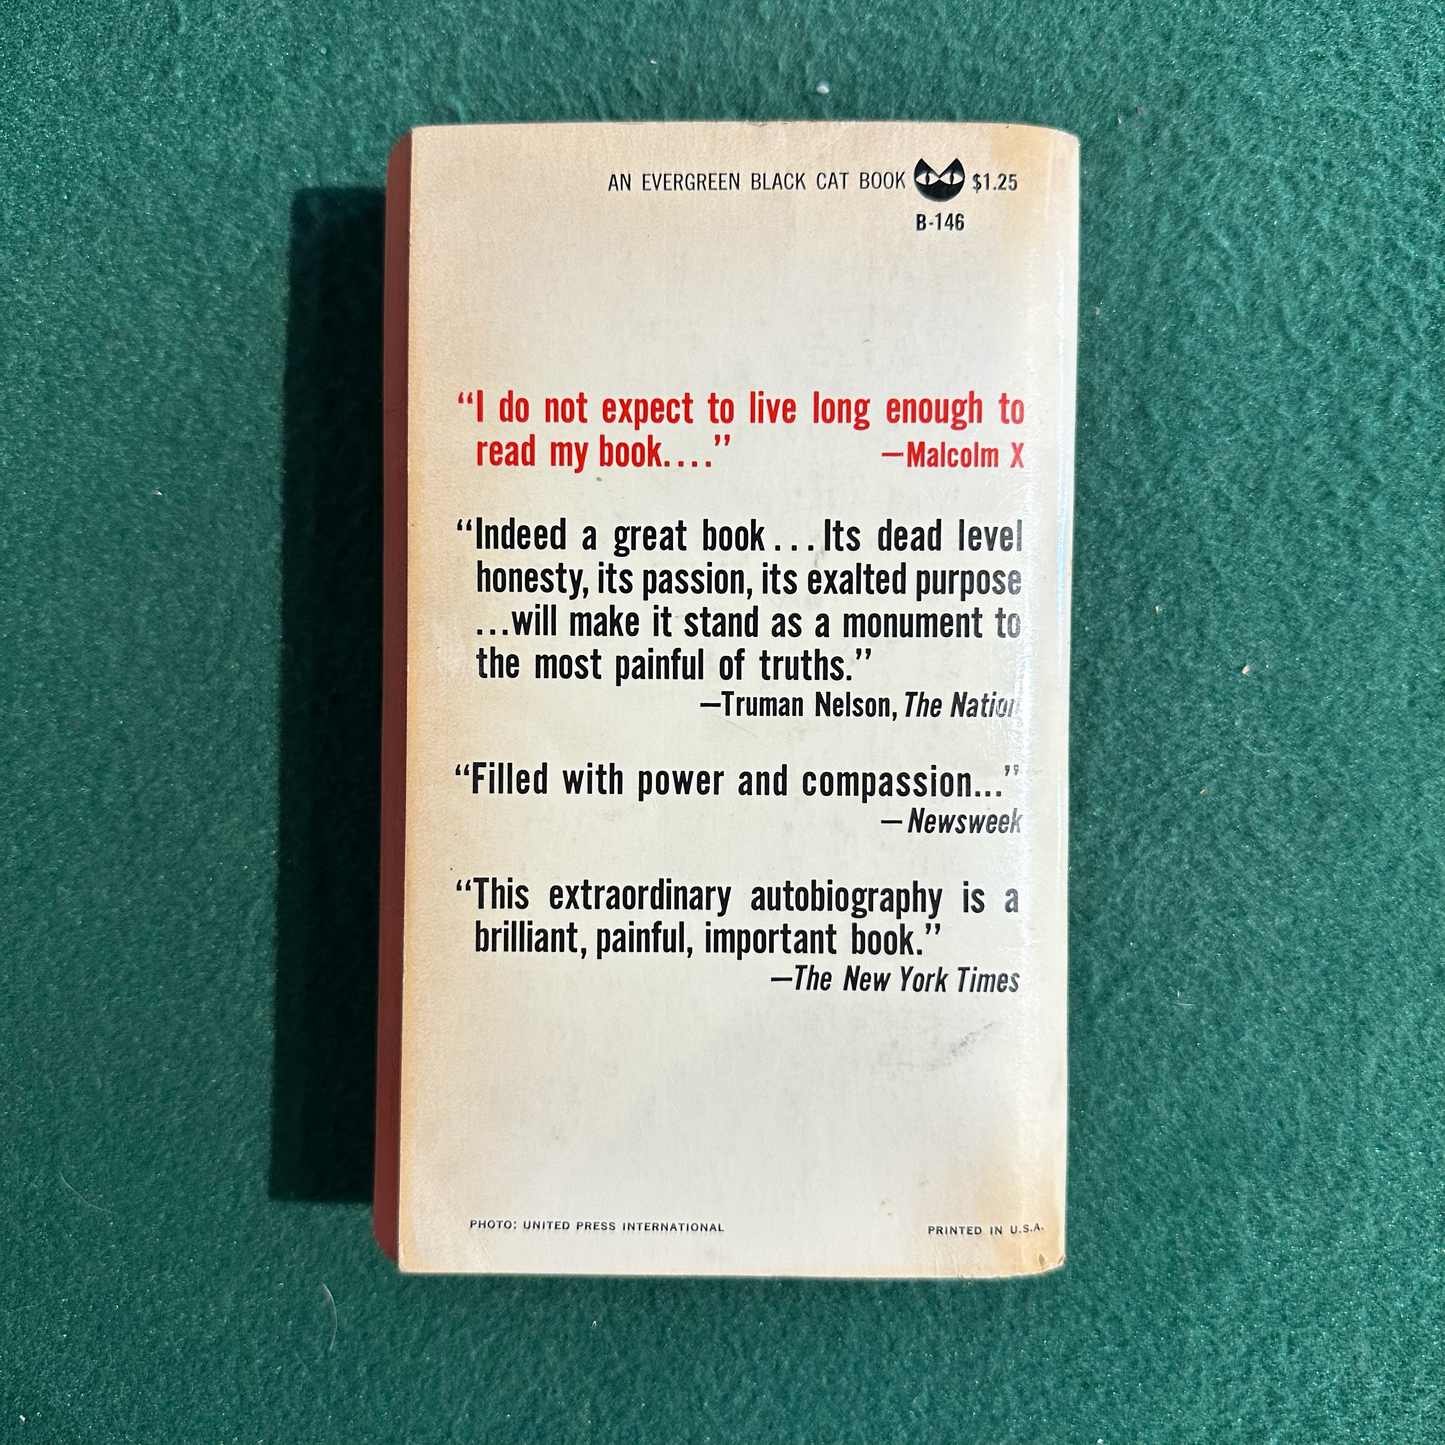 AN EVERGREEN BLACK CAT BOOK $1.25
B-146
“I do not expect to live long enough to
read my book....” —Malcolm X
“Indeed a great book...Its dead level
honesty, its passion, its exalted purpose
...will make it stand as a monument to
the most painful of truths.”
—Truman Nelson, The Nation
“Filled with power and compassion...”
—Newsweek
“This extraordinary autobiography is a
brilliant, painful, important book.”
—The New York Times
PHOTO: UNITED PRESS INTERNATIONAL PRINTED IN U.S.A.